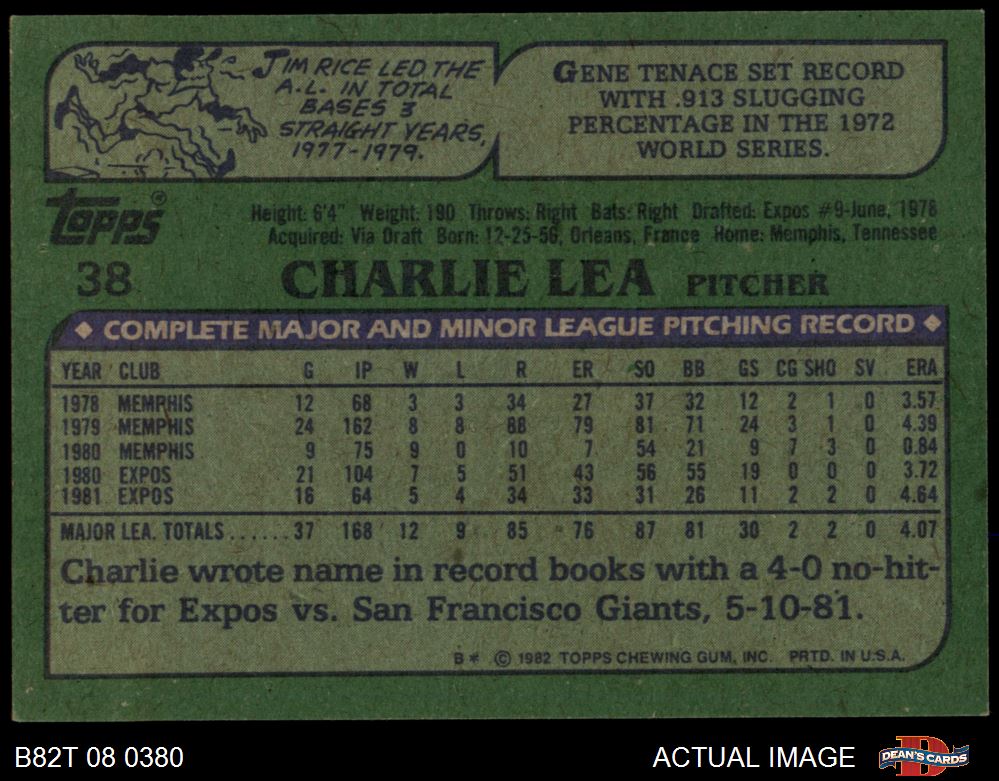 JIM RICE LED THE
A.L. IN TOTAL
BASES 3
STRAIGHT YEARS,
1977-1979.
GENE TENACE SET RECORD
WITH .913 SLUGGING
PERCENTAGE IN THE 1972
WORLD SERIES.
Topps®
Height: 6'4" Weight: 190 Throws: Right Bats: Right Drafted: Expos #9-June, 1978
Acquired: Via Draft Born: 12-25-56, Orleans, France Home: Memphis, Tennessee
38 CHARLIE LEA PITCHER
◆ COMPLETE MAJOR AND MINOR LEAGUE PITCHING RECORD ◆
YEAR CLUB G IP W L R ER SO BB GS CG SHO SV ERA
1978 MEMPHIS 12 68 3 3 34 27 37 32 12 2 1 0 3.57
1979 MEMPHIS 24 162 8 8 88 79 81 71 24 3 1 0 4.39
1980 MEMPHIS 9 75 9 0 10 7 54 21 9 7 3 0 0.84
1980 EXPOS 21 104 7 5 51 43 56 55 19 0 0 0 3.72
1981 EXPOS 16 64 5 4 34 33 31 26 11 2 2 0 4.64
MAJOR LEA. TOTALS......37 168 12 9 85 76 87 81 30 2 2 0 4.07
Charlie wrote name in record books with a 4-0 no-hit-
ter for Expos vs. San Francisco Giants, 5-10-81.
B* © 1982 TOPPS CHEWING GUM, INC. PRTD. IN U.S.A.
B82T 08 0380
ACTUAL IMAGE
DEAN'S CARDS